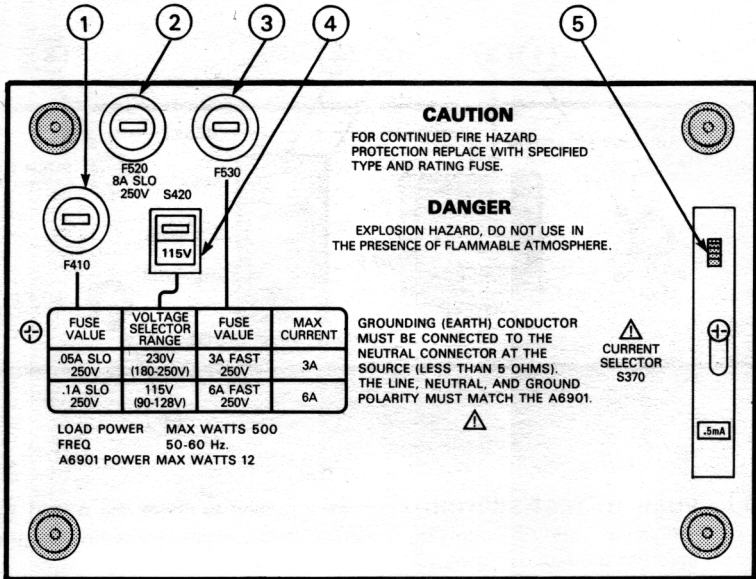 1 2 3 4 5
F520
8A SLO
250V
F530
S420
115V
F410
CAUTION
FOR CONTINUED FIRE HAZARD
PROTECTION REPLACE WITH SPECIFIED
TYPE AND RATING FUSE.
DANGER
EXPLOSION HAZARD, DO NOT USE IN
THE PRESENCE OF FLAMMABLE ATMOSPHERE.
FUSE VALUE VOLTAGE SELECTOR RANGE FUSE VALUE MAX CURRENT
.05A SLO 250V 230V (180-250V) 3A FAST 250V 3A
.1A SLO 250V 115V (90-128V) 6A FAST 250V 6A
LOAD POWER MAX WATTS 500
FREQ 50-60 Hz.
A6901 POWER MAX WATTS 12
GROUNDING (EARTH) CONDUCTOR
MUST BE CONNECTED TO THE
NEUTRAL CONNECTOR AT THE
SOURCE (LESS THAN 5 OHMS).
THE LINE, NEUTRAL, AND GROUND
POLARITY MUST MATCH THE A6901.
CURRENT
SELECTOR
S370
.5mA